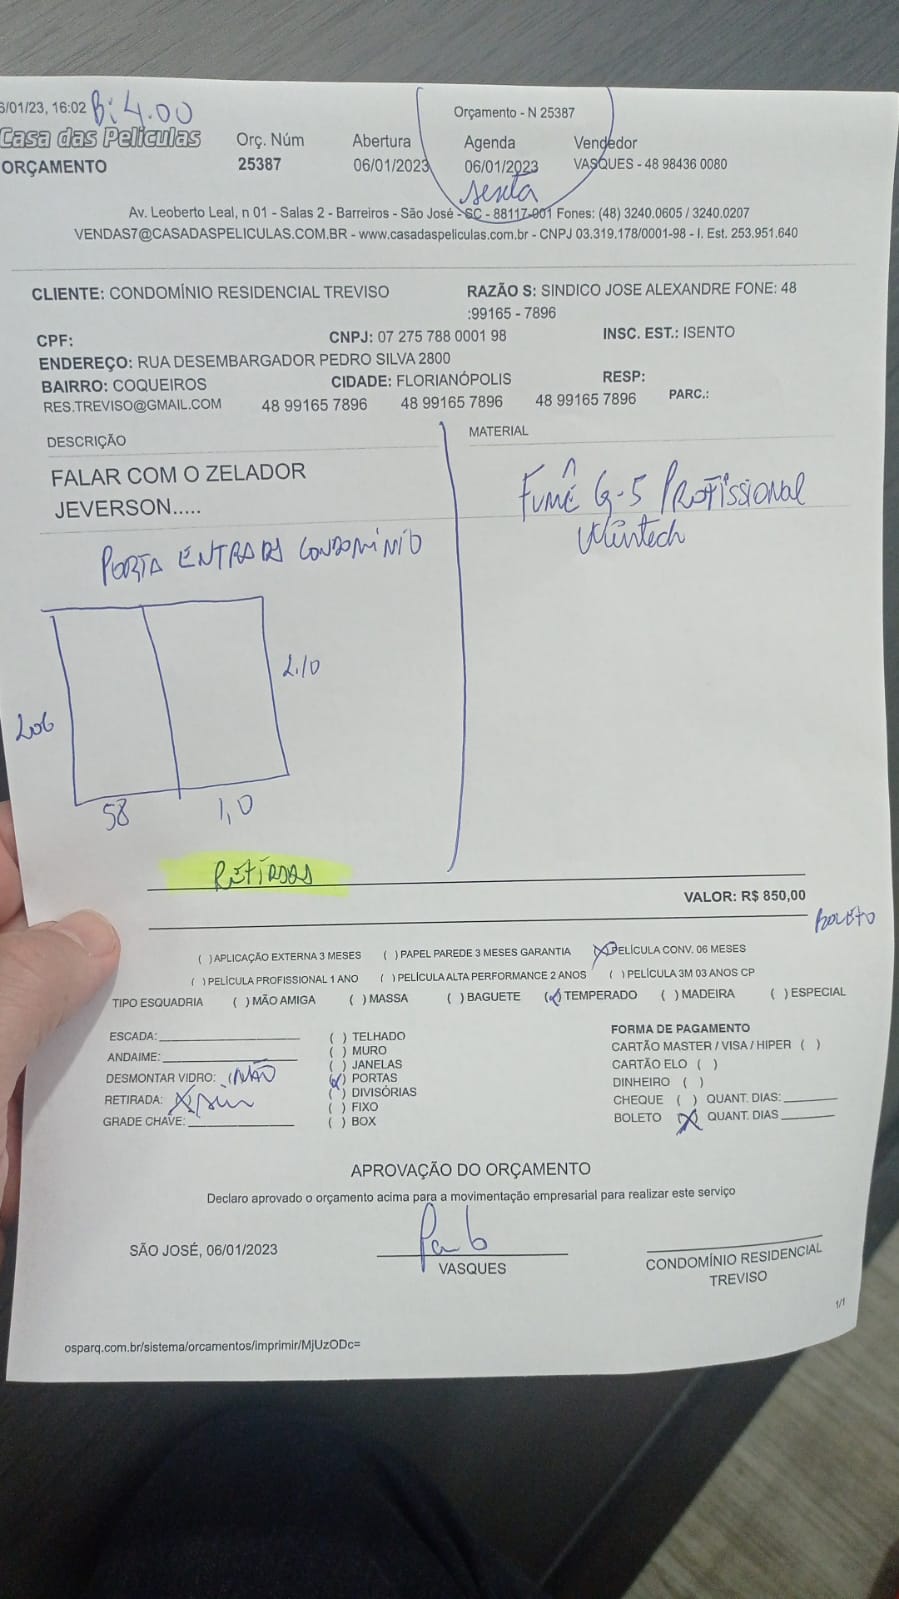 6/01/23, 16:02 B: 4.00
Orçamento - N 25387
Casa das Películas
ORÇAMENTO
Orç. Núm
25387
Abertura
06/01/2023
Agenda
06/01/2023
sexta
Vendedor
VASQUES - 48 98436 0080
Av. Leoberto Leal, n 01 - Salas 2 - Barreiros - São José - SC - 88117-001 Fones: (48) 3240.0605 / 3240.0207
VENDAS7@CASADASPELICULAS.COM.BR - www.casadaspeliculas.com.br - CNPJ 03.319.178/0001-98 - I. Est. 253.951.640
CLIENTE: CONDOMÍNIO RESIDENCIAL TREVISO
RAZÃO S: SINDICO JOSE ALEXANDRE FONE: 48
:99165 - 7896
CPF: CNPJ: 07 275 788 0001 98 INSC. EST.: ISENTO
ENDEREÇO: RUA DESEMBARGADOR PEDRO SILVA 2800
BAIRRO: COQUEIROS CIDADE: FLORIANÓPOLIS RESP:
RES.TREVISO@GMAIL.COM 48 99165 7896 48 99165 7896 48 99165 7896 PARC.:
DESCRIÇÃO
FALAR COM O ZELADOR
JEVERSON.....
PORTA ENTRADA CONDOMÍNIO
2.10
206
58
1,0
MATERIAL
FUMÊ G-5 PROFISSIONAL
Wintech
RETIRADAS
VALOR: R$ 850,00
BOLETO
( ) APLICAÇÃO EXTERNA 3 MESES ( ) PAPEL PAREDE 3 MESES GARANTIA (X) PELÍCULA CONV. 06 MESES
( ) PELÍCULA PROFISSIONAL 1 ANO ( ) PELÍCULA ALTA PERFORMANCE 2 ANOS ( ) PELÍCULA 3M 03 ANOS CP
TIPO ESQUADRIA ( ) MÃO AMIGA ( ) MASSA ( ) BAGUETE (X) TEMPERADO ( ) MADEIRA ( ) ESPECIAL
ESCADA:
ANDAIME:
DESMONTAR VIDRO: NÃO
RETIRADA: X Sim
GRADE CHAVE:
( ) TELHADO
( ) MURO
( ) JANELAS
(X) PORTAS
( ) DIVISÓRIAS
( ) FIXO
( ) BOX
FORMA DE PAGAMENTO
CARTÃO MASTER / VISA / HIPER ( )
CARTÃO ELO ( )
DINHEIRO ( )
CHEQUE ( ) QUANT. DIAS:
BOLETO (X) QUANT. DIAS
APROVAÇÃO DO ORÇAMENTO
Declaro aprovado o orçamento acima para a movimentação empresarial para realizar este serviço
SÃO JOSÉ, 06/01/2023
VASQUES
CONDOMÍNIO RESIDENCIAL
TREVISO
1/1
osparq.com.br/sistema/orcamentos/imprimir/MjUzODc=